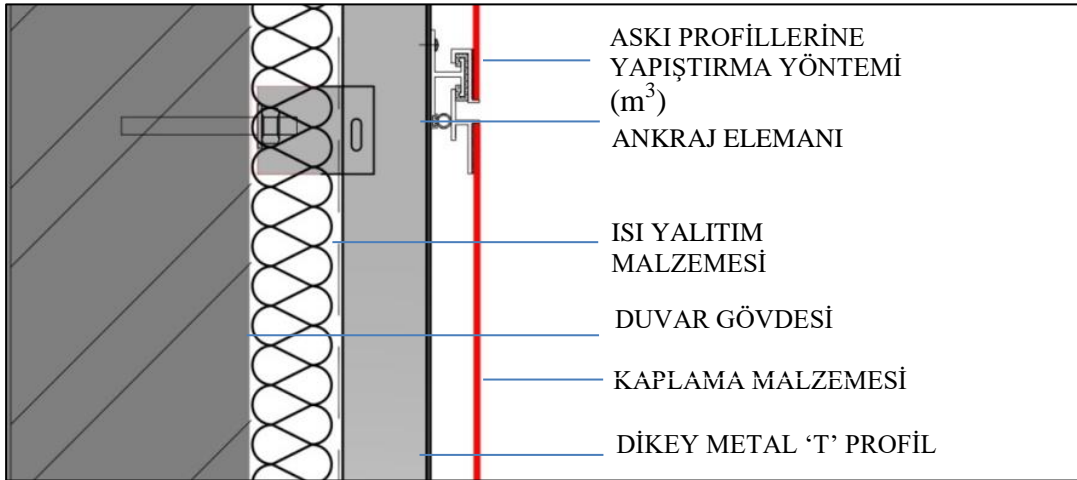 ASKI PROFİLLERİNE
YAPIŞTIRMA YÖNTEMİ
(m³)
ANKRAJ ELEMANI
ISI YALITIM
MALZEMESİ
DUVAR GÖVDESİ
KAPLAMA MALZEMESİ
DİKEY METAL ‘T’ PROFİL